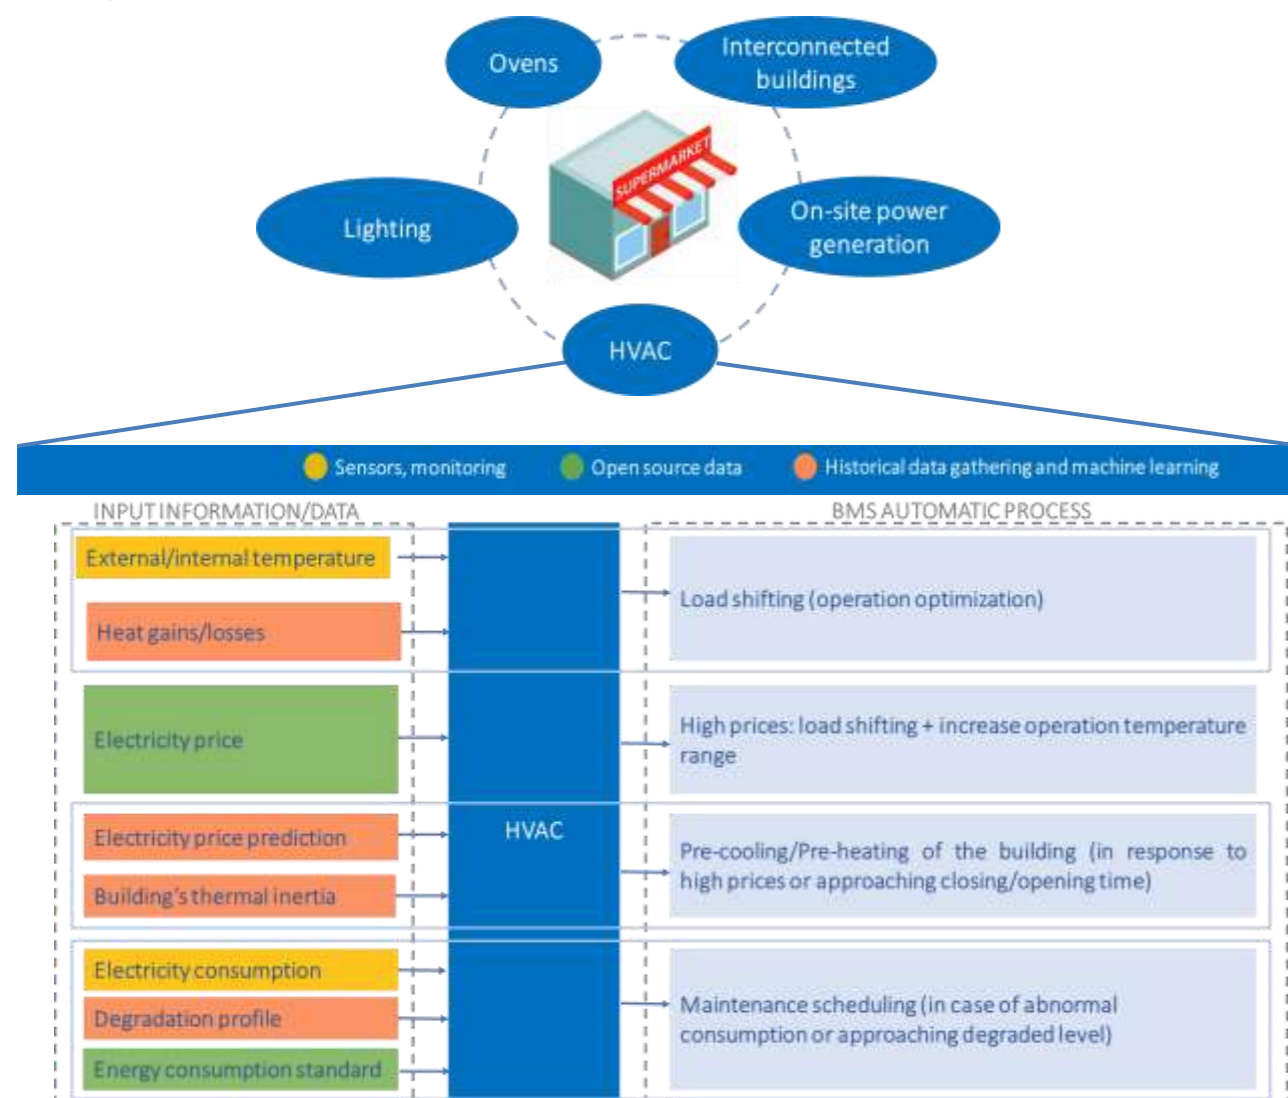 Ovens
Interconnected
buildings
SUPERMARKET
Lighting
On-site power
generation
HVAC
Sensors, monitoring
Open source data
Historical data gathering and machine learning
INPUT INFORMATION/DATA
BMS AUTOMATIC PROCESS
External/internal temperature
Heat gains/losses
Load shifting (operation optimization)
Electricity price
High prices: load shifting + increase operation temperature
range
Electricity price prediction
Building's thermal inertia
HVAC
Pre-cooling/Pre-heating of the building (in response to
high prices or approaching closing/opening time)
Electricity consumption
Degradation profile
Energy consumption standard
Maintenance scheduling (in case of abnormal
consumption or approaching degraded level)